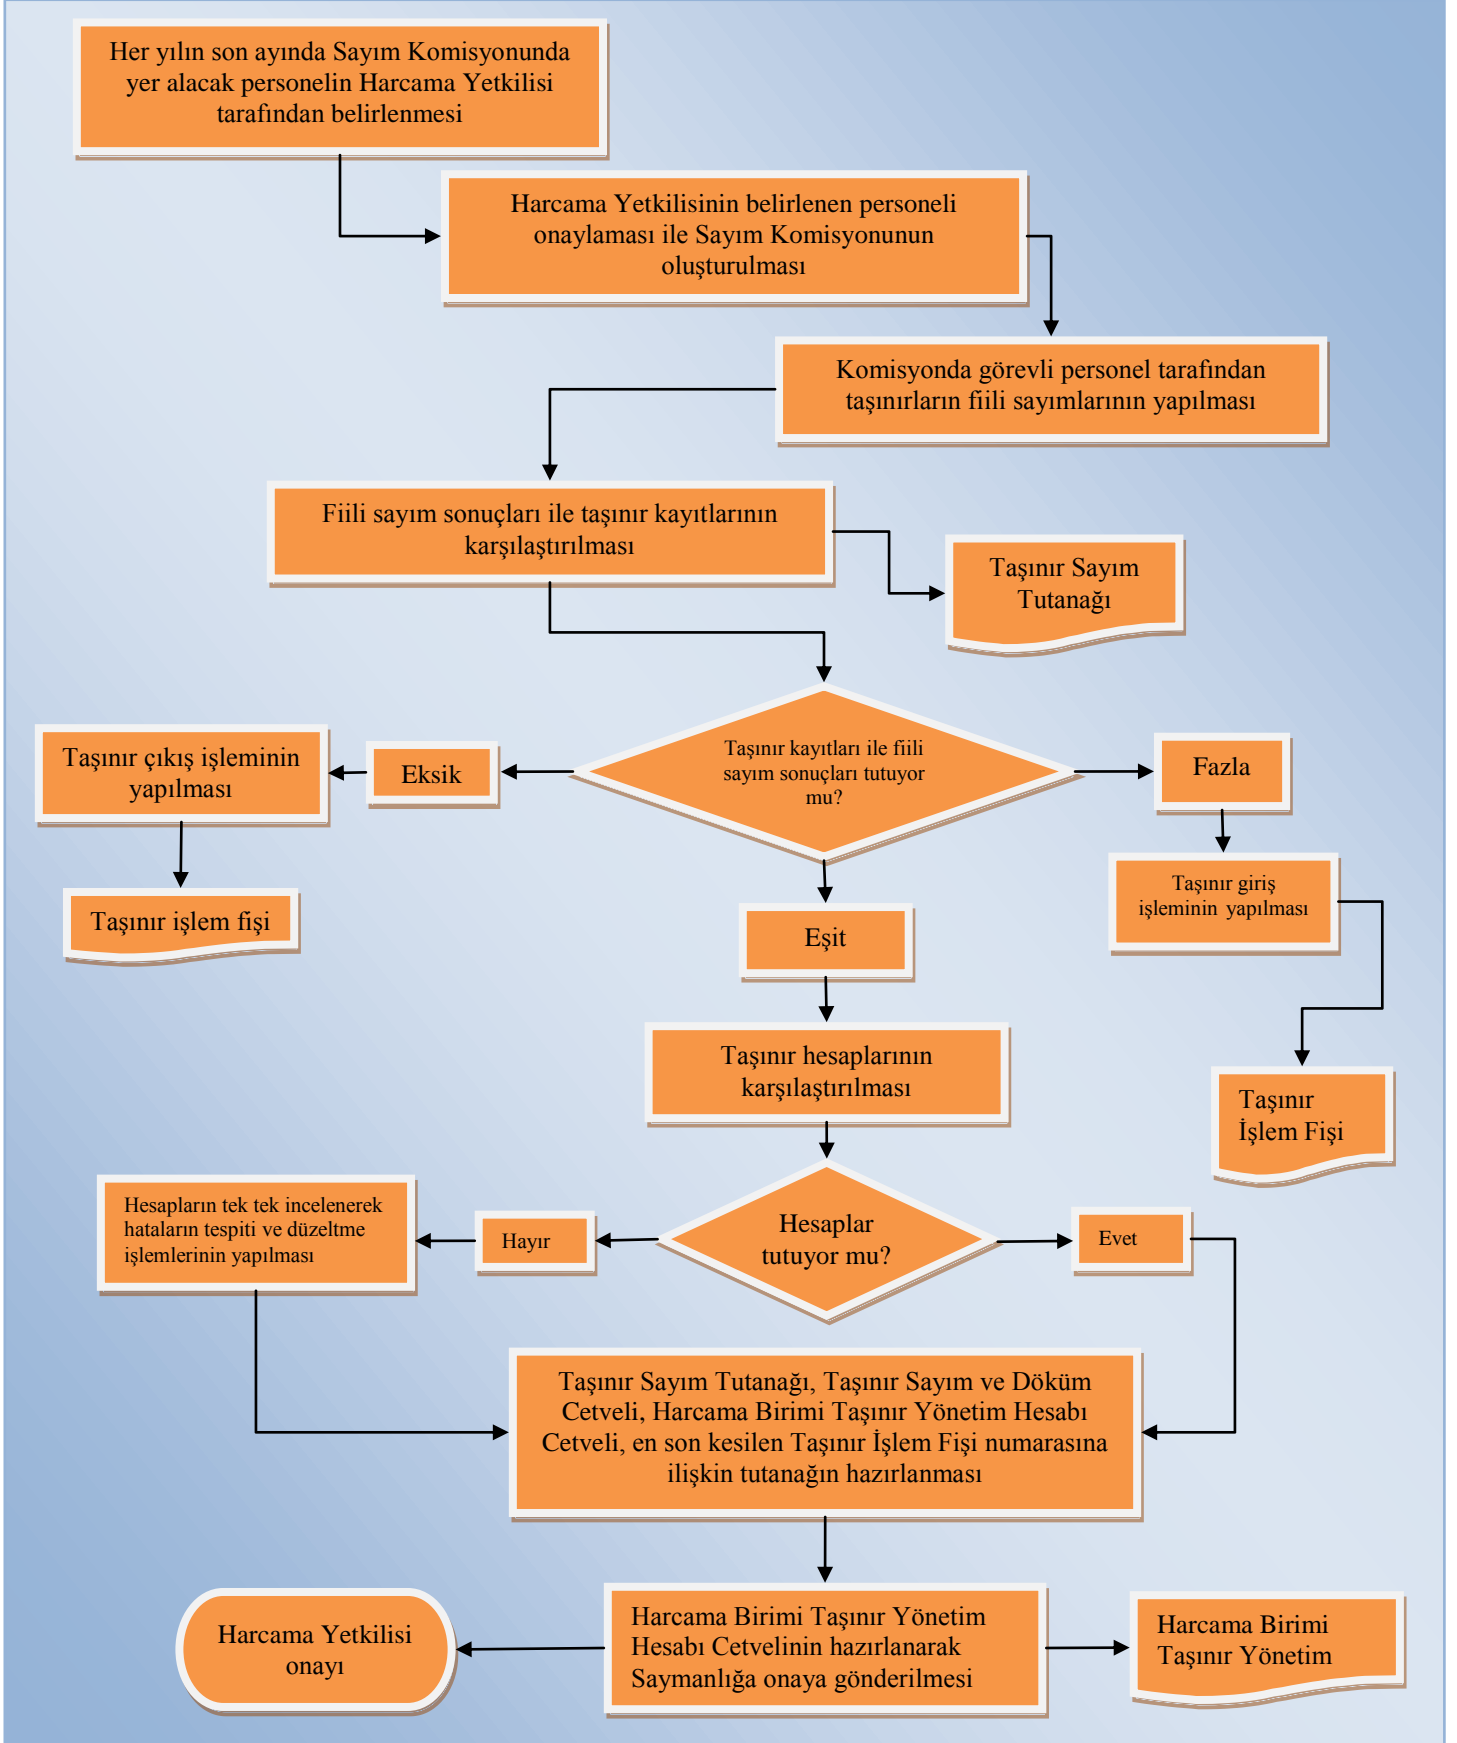 Her yılın son ayında Sayım Komisyonunda
yer alacak personelin Harcama Yetkilisi
tarafından belirlenmesi
Harcama Yetkilisinin belirlenen personeli
onaylaması ile Sayım Komisyonunun
oluşturulması
Komisyonda görevli personel tarafından
taşınırların fiili sayımlarının yapılması
Fiili sayım sonuçları ile taşınır kayıtlarının
karşılaştırılması
Taşınır Sayım
Tutanağı
Taşınır kayıtları ile fiili
sayım sonuçları tutuyor
mu?
Eksik
Taşınır çıkış işleminin
yapılması
Taşınır işlem fişi
Fazla
Taşınır giriş
işleminin yapılması
Taşınır
İşlem Fişi
Eşit
Taşınır hesaplarının
karşılaştırılması
Hesaplar
tutuyor mu?
Hayır
Hesapların tek tek incelenerek
hataların tespiti ve düzeltme
işlemlerinin yapılması
Evet
Taşınır Sayım Tutanağı, Taşınır Sayım ve Döküm
Cetveli, Harcama Birimi Taşınır Yönetim Hesabı
Cetveli, en son kesilen Taşınır İşlem Fişi numarasına
ilişkin tutanağın hazırlanması
Harcama Birimi Taşınır Yönetim
Hesabı Cetvelinin hazırlanarak
Saymanlığa onaya gönderilmesi
Harcama Yetkilisi
onayı
Harcama Birimi
Taşınır Yönetim